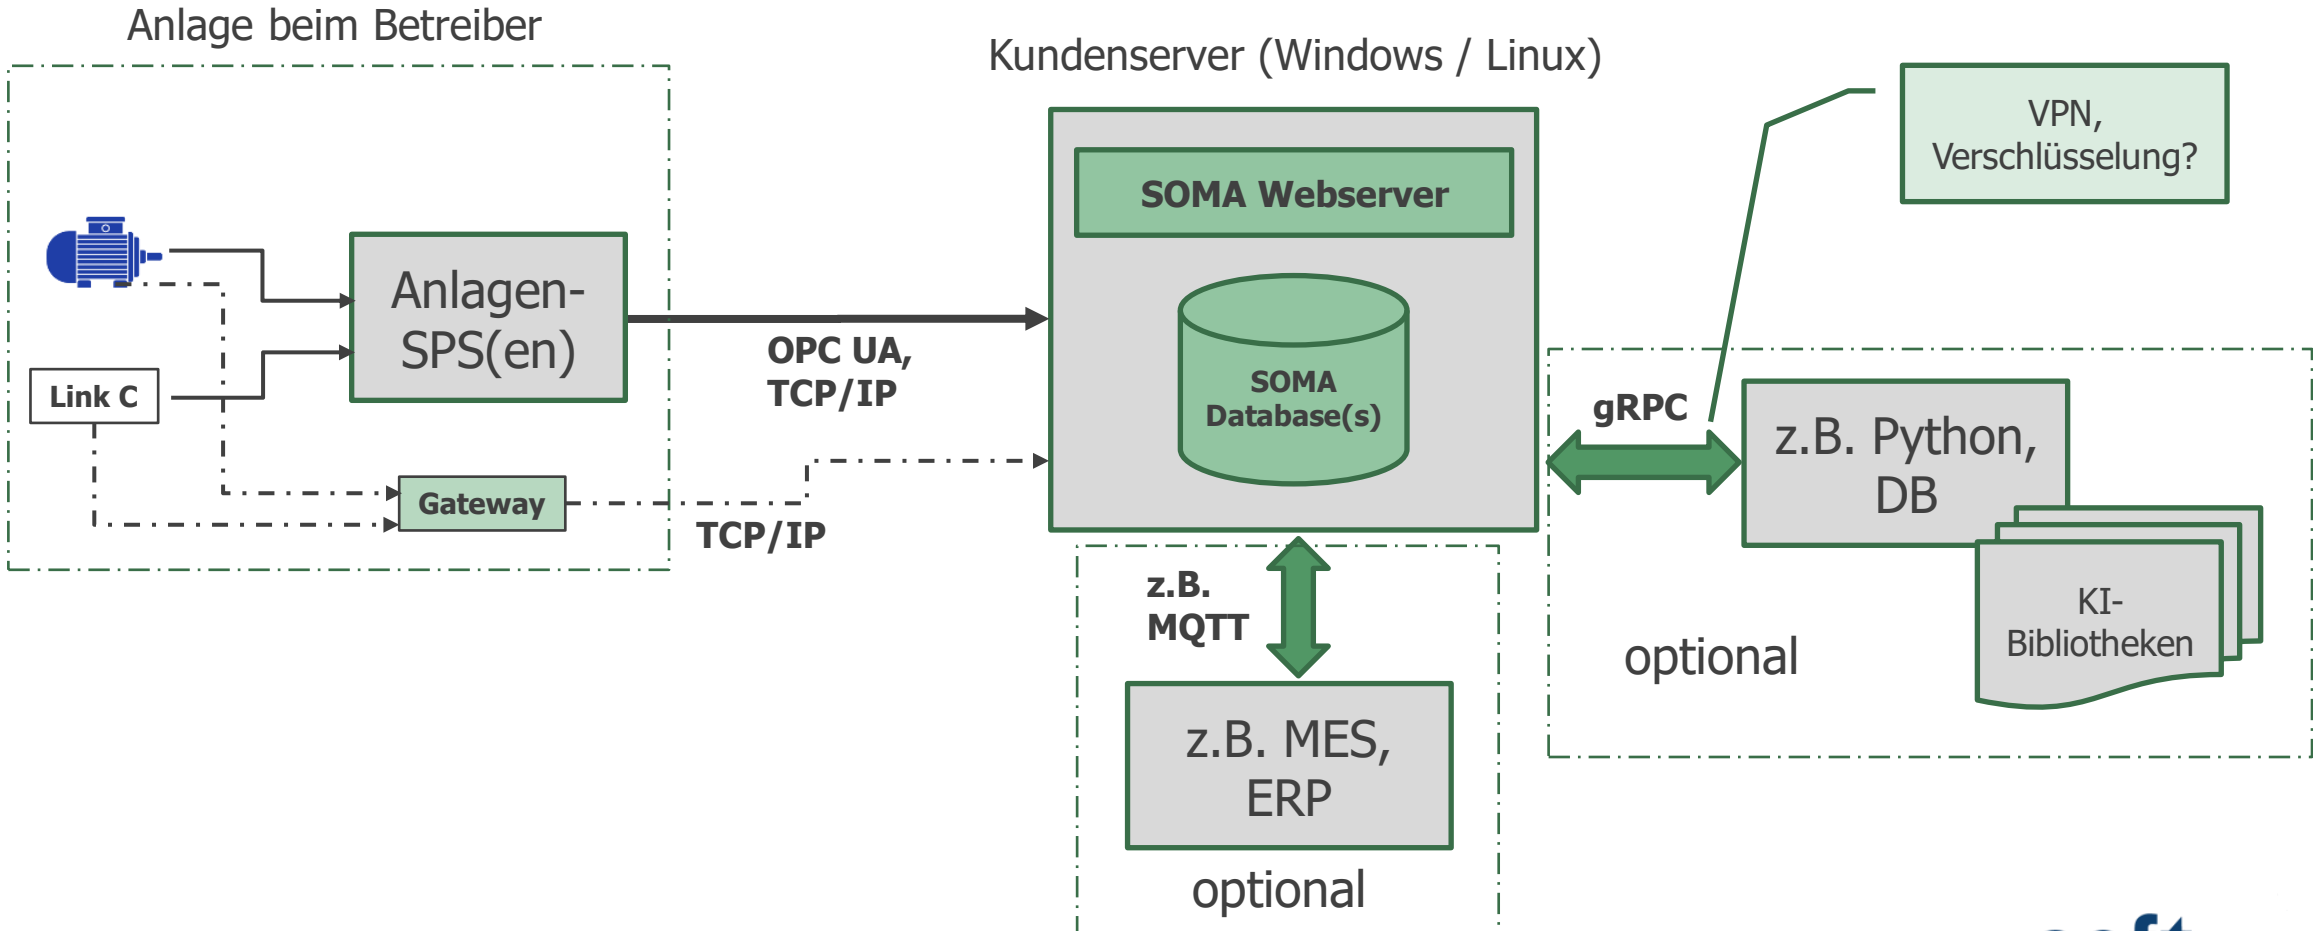 Anlage beim Betreiber
Kundenserver (Windows / Linux)
VPN,
Verschlüsselung?
SOMA Webserver
Anlagen-
SPS(en)
OPC UA,
TCP/IP
SOMA
Database(s)
Link C
gRPC
z.B. Python,
DB
Gateway
TCP/IP
z.B.
MQTT
KI-
Bibliotheken
optional
z.B. MES,
ERP
optional